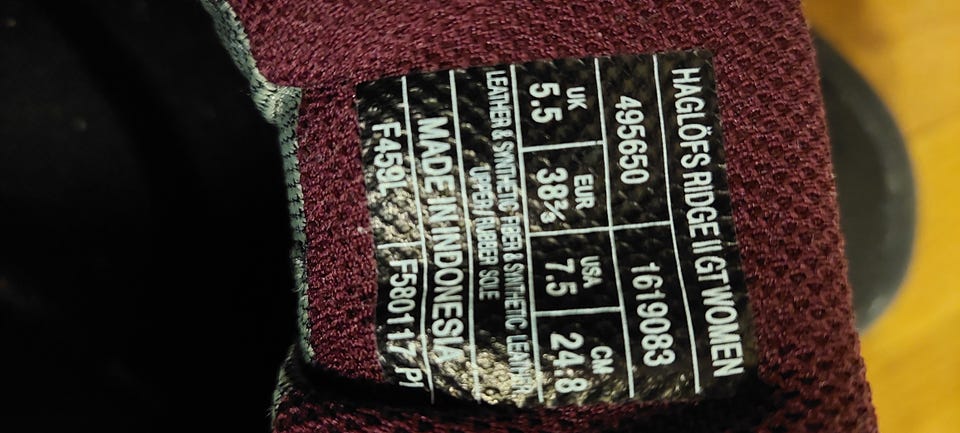 HAGLÖFS RIDGE II GT WOMEN
495650 1619083
UK EUR USA CM
5.5 38⅔ 7.5 24.8
LEATHER & SYNTHETIC FIBER & SYNTHETIC LEATHER
UPPER/RUBBER SOLE
MADE IN INDONESIA
F459L F580117 P1